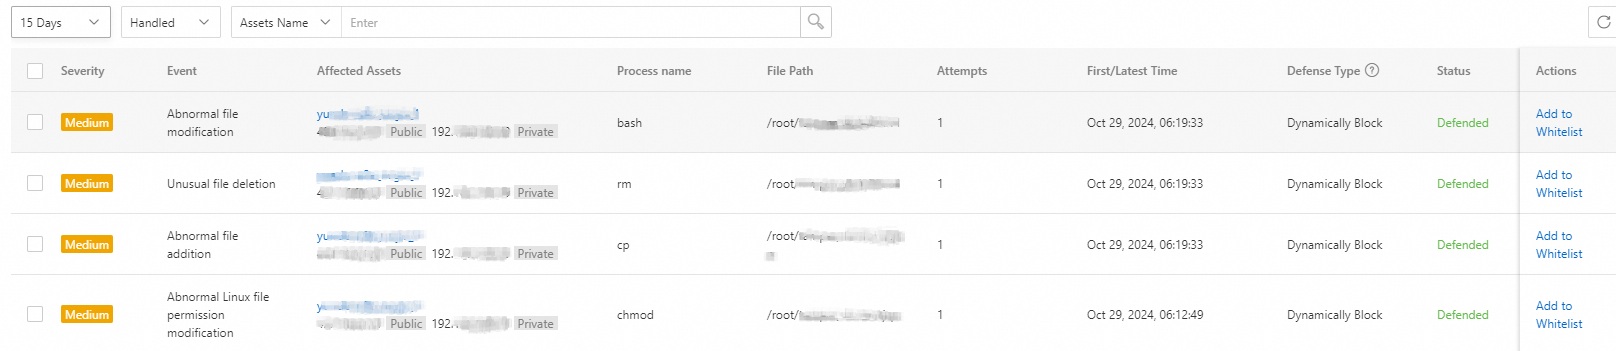 15 Days Handled Assets Name Enter
Severity Event Affected Assets Process name File Path Attempts First/Latest Time Defense Type Status Actions
Medium Abnormal file modification Public 192. Private bash /root/ 1 Oct 29, 2024, 06:19:33 Dynamically Block Defended Add to Whitelist
Medium Unusual file deletion Public 192. Private rm /root/ 1 Oct 29, 2024, 06:19:33 Dynamically Block Defended Add to Whitelist
Medium Abnormal file addition Public 192. Private cp /root/ 1 Oct 29, 2024, 06:19:33 Dynamically Block Defended Add to Whitelist
Medium Abnormal Linux file permission modification Public 192. Private chmod /root/ 1 Oct 29, 2024, 06:12:49 Dynamically Block Defended Add to Whitelist